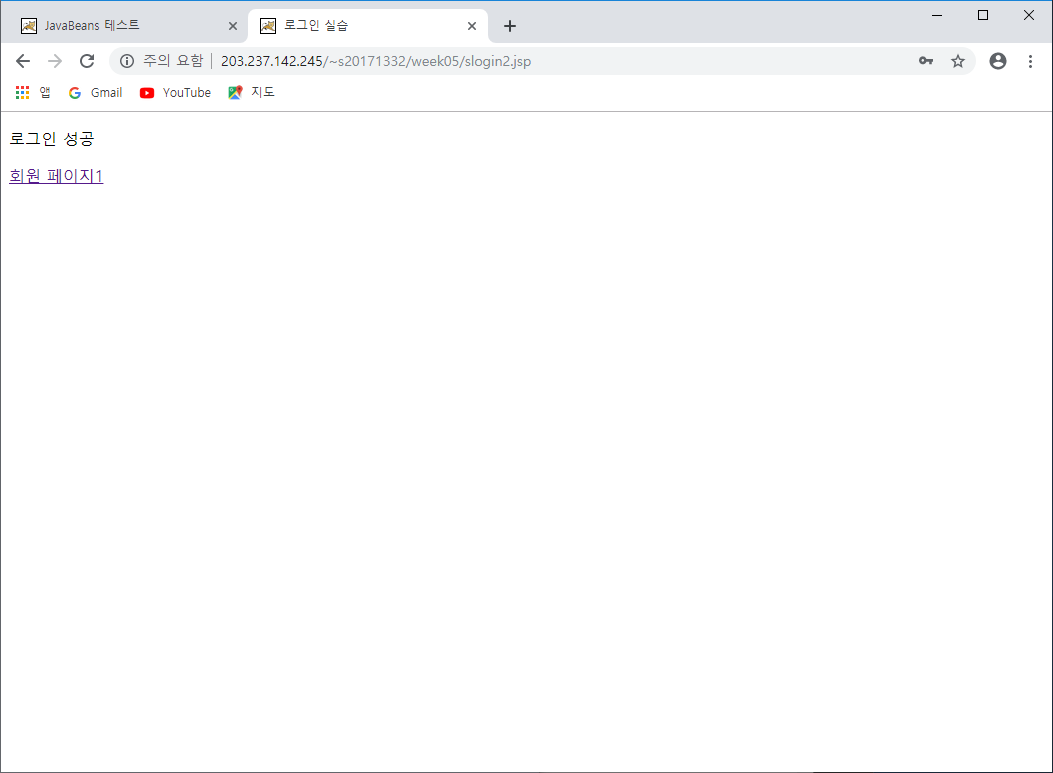 JavaBeans 테스트
로그인 실습
주의 요함 | 203.237.142.245/~s20171332/week05/slogin2.jsp
앱 Gmail YouTube 지도
로그인 성공
회원 페이지1